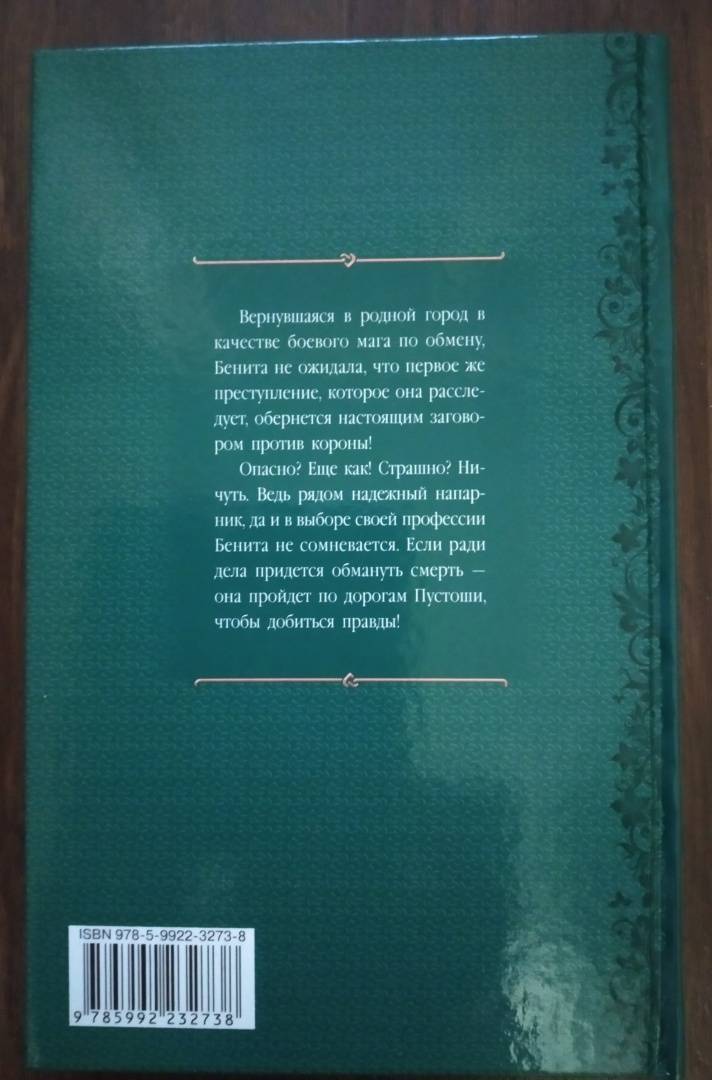 Вернувшаяся в родной город в
качестве боевого мага по обмену,
Бенита не ожидала, что первое же
преступление, которое она рассле-
дует, обернется настоящим загово-
ром против короны!
Опасно? Еще как! Страшно? Ни-
чуть. Ведь рядом надежный напар-
ник, да и в выборе своей профессии
Бенита не сомневается. Если ради
дела придется обмануть смерть —
она пройдет по дорогам Пустоши,
чтобы добиться правды!
ISBN 978-5-9922-3273-8
9 785992 232738